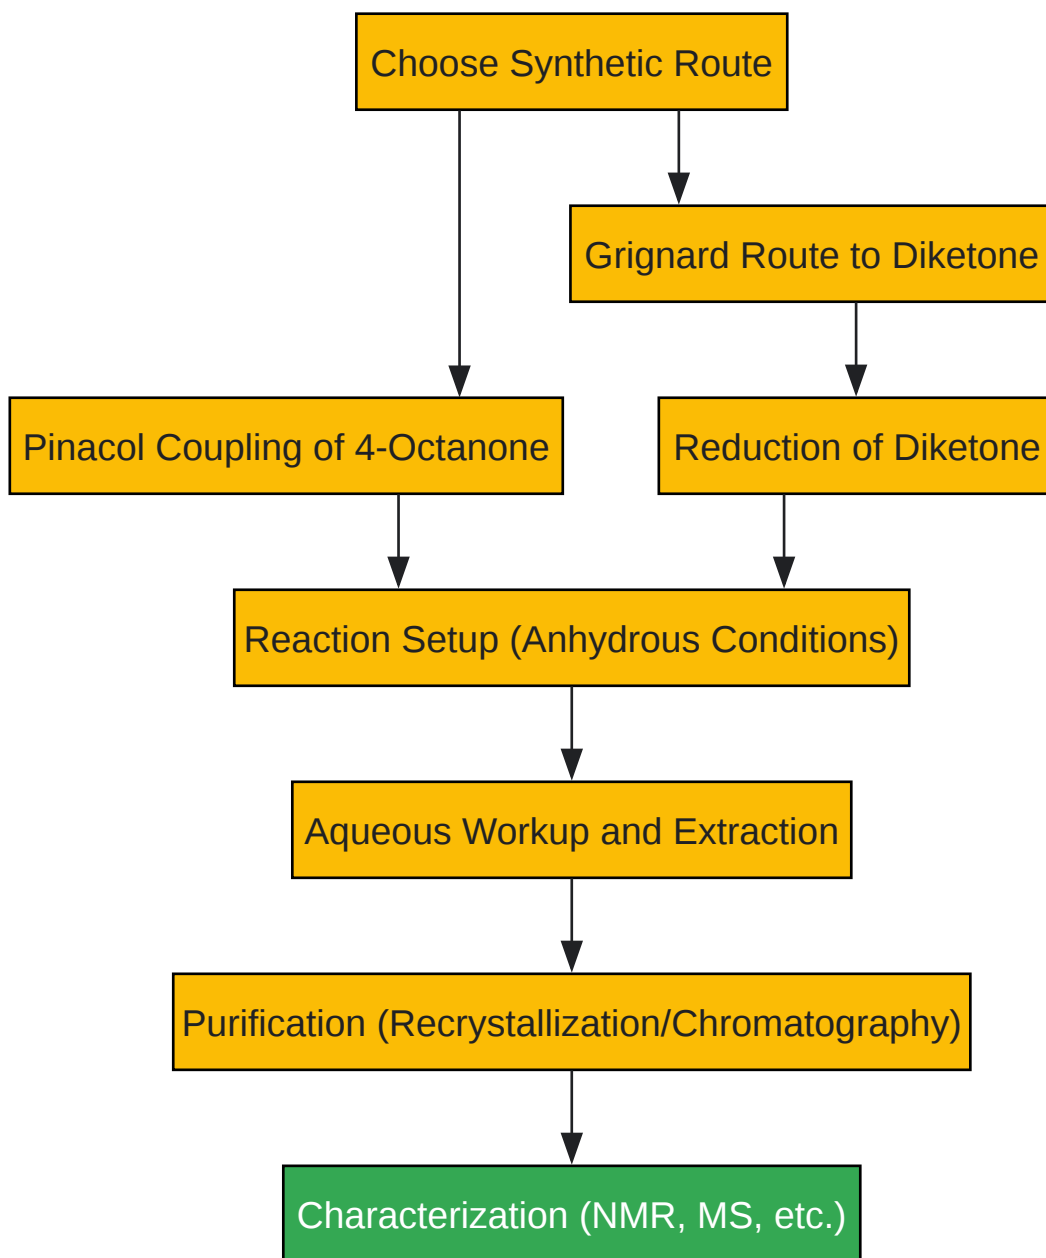 Choose Synthetic Route
Grignard Route to Diketone
Pinacol Coupling of 4-Octanone
Reduction of Diketone
Reaction Setup (Anhydrous Conditions)
Aqueous Workup and Extraction
Purification (Recrystallization/Chromatography)
Characterization (NMR, MS, etc.)